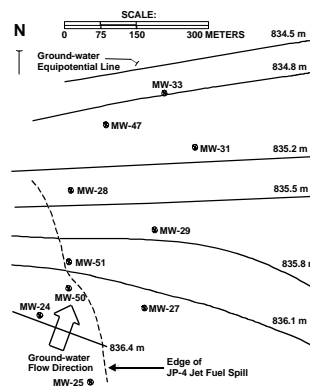 SCALE:
N
0 75 150 300 METERS
834.5 m
Ground-water
Equipotential Line
834.8 m
MW-33
MW-47
MW-31
835.2 m
MW-28
835.5 m
MW-29
MW-51
835.8 m
MW-50
MW-24
MW-27
836.1 m
836.4 m
Ground-water
Flow Direction
Edge of
JP-4 Jet Fuel Spill
MW-25